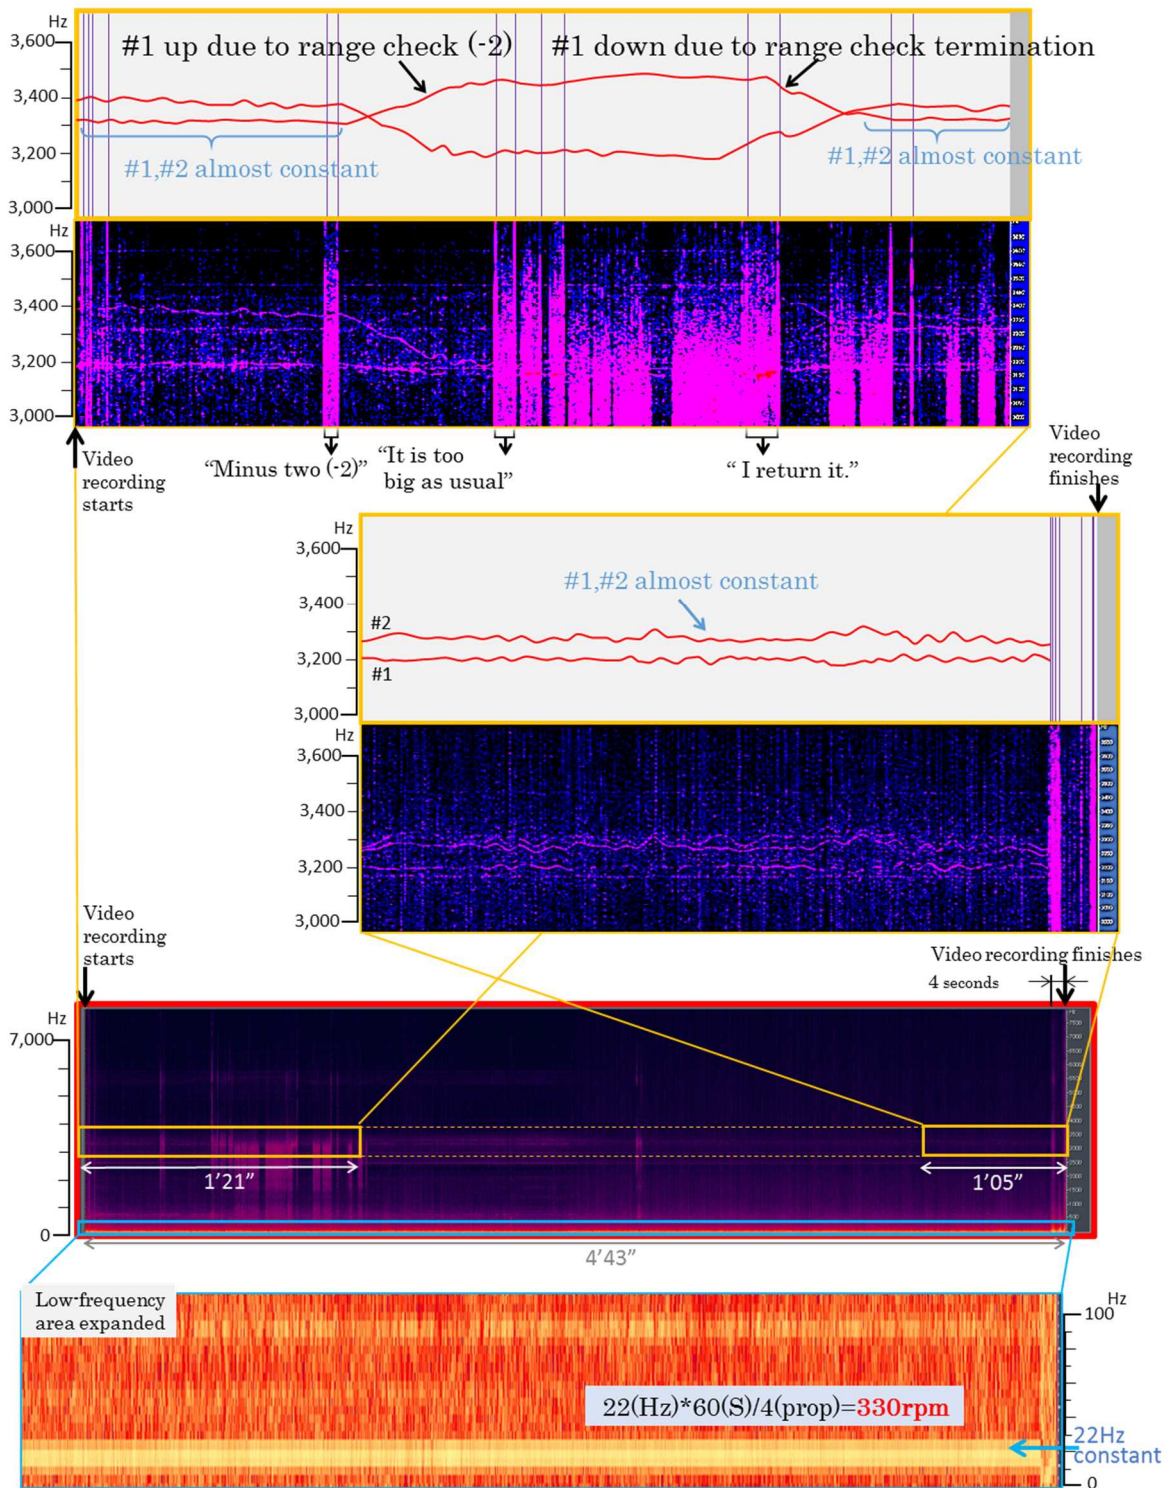 Hz
3,600
#1 up due to range check (-2)
#1 down due to range check termination
3,400
3,200
#1,#2 almost constant
#1,#2 almost constant
3,000
Hz
3,600
3,400
3,200
3,000
Video
recording
starts
"Minus two (-2)"
"It is too
big as usual"
" I return it."
Video
recording
finishes
Hz
3,600
#1,#2 almost constant
3,400
#2
3,200
#1
3,000
Hz
3,600
3,400
3,200
3,000
Video
recording
starts
Video recording finishes
4 seconds
Hz
7,000
1'21"
1'05"
0
4'43"
Low-frequency
area expanded
Hz
100
22(Hz)*60(S)/4(prop)=330rpm
22Hz
constant
0